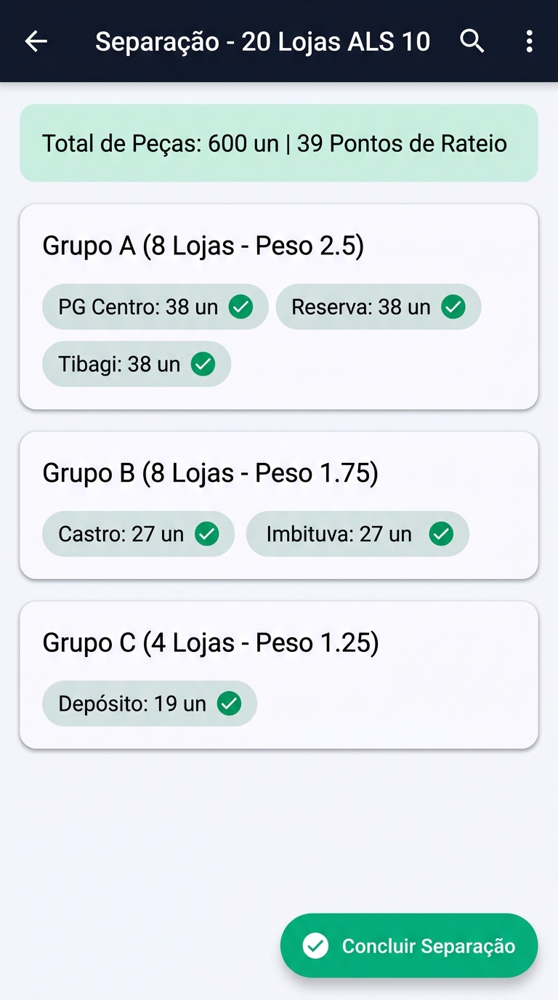 Separação - 20 Lojas ALS 10
Total de Peças: 600 un | 39 Pontos de Rateio
Grupo A (8 Lojas - Peso 2.5)
PG Centro: 38 un
Reserva: 38 un
Tibagi: 38 un
Grupo B (8 Lojas - Peso 1.75)
Castro: 27 un
Imbituva: 27 un
Grupo C (4 Lojas - Peso 1.25)
Depósito: 19 un
Concluir Separação